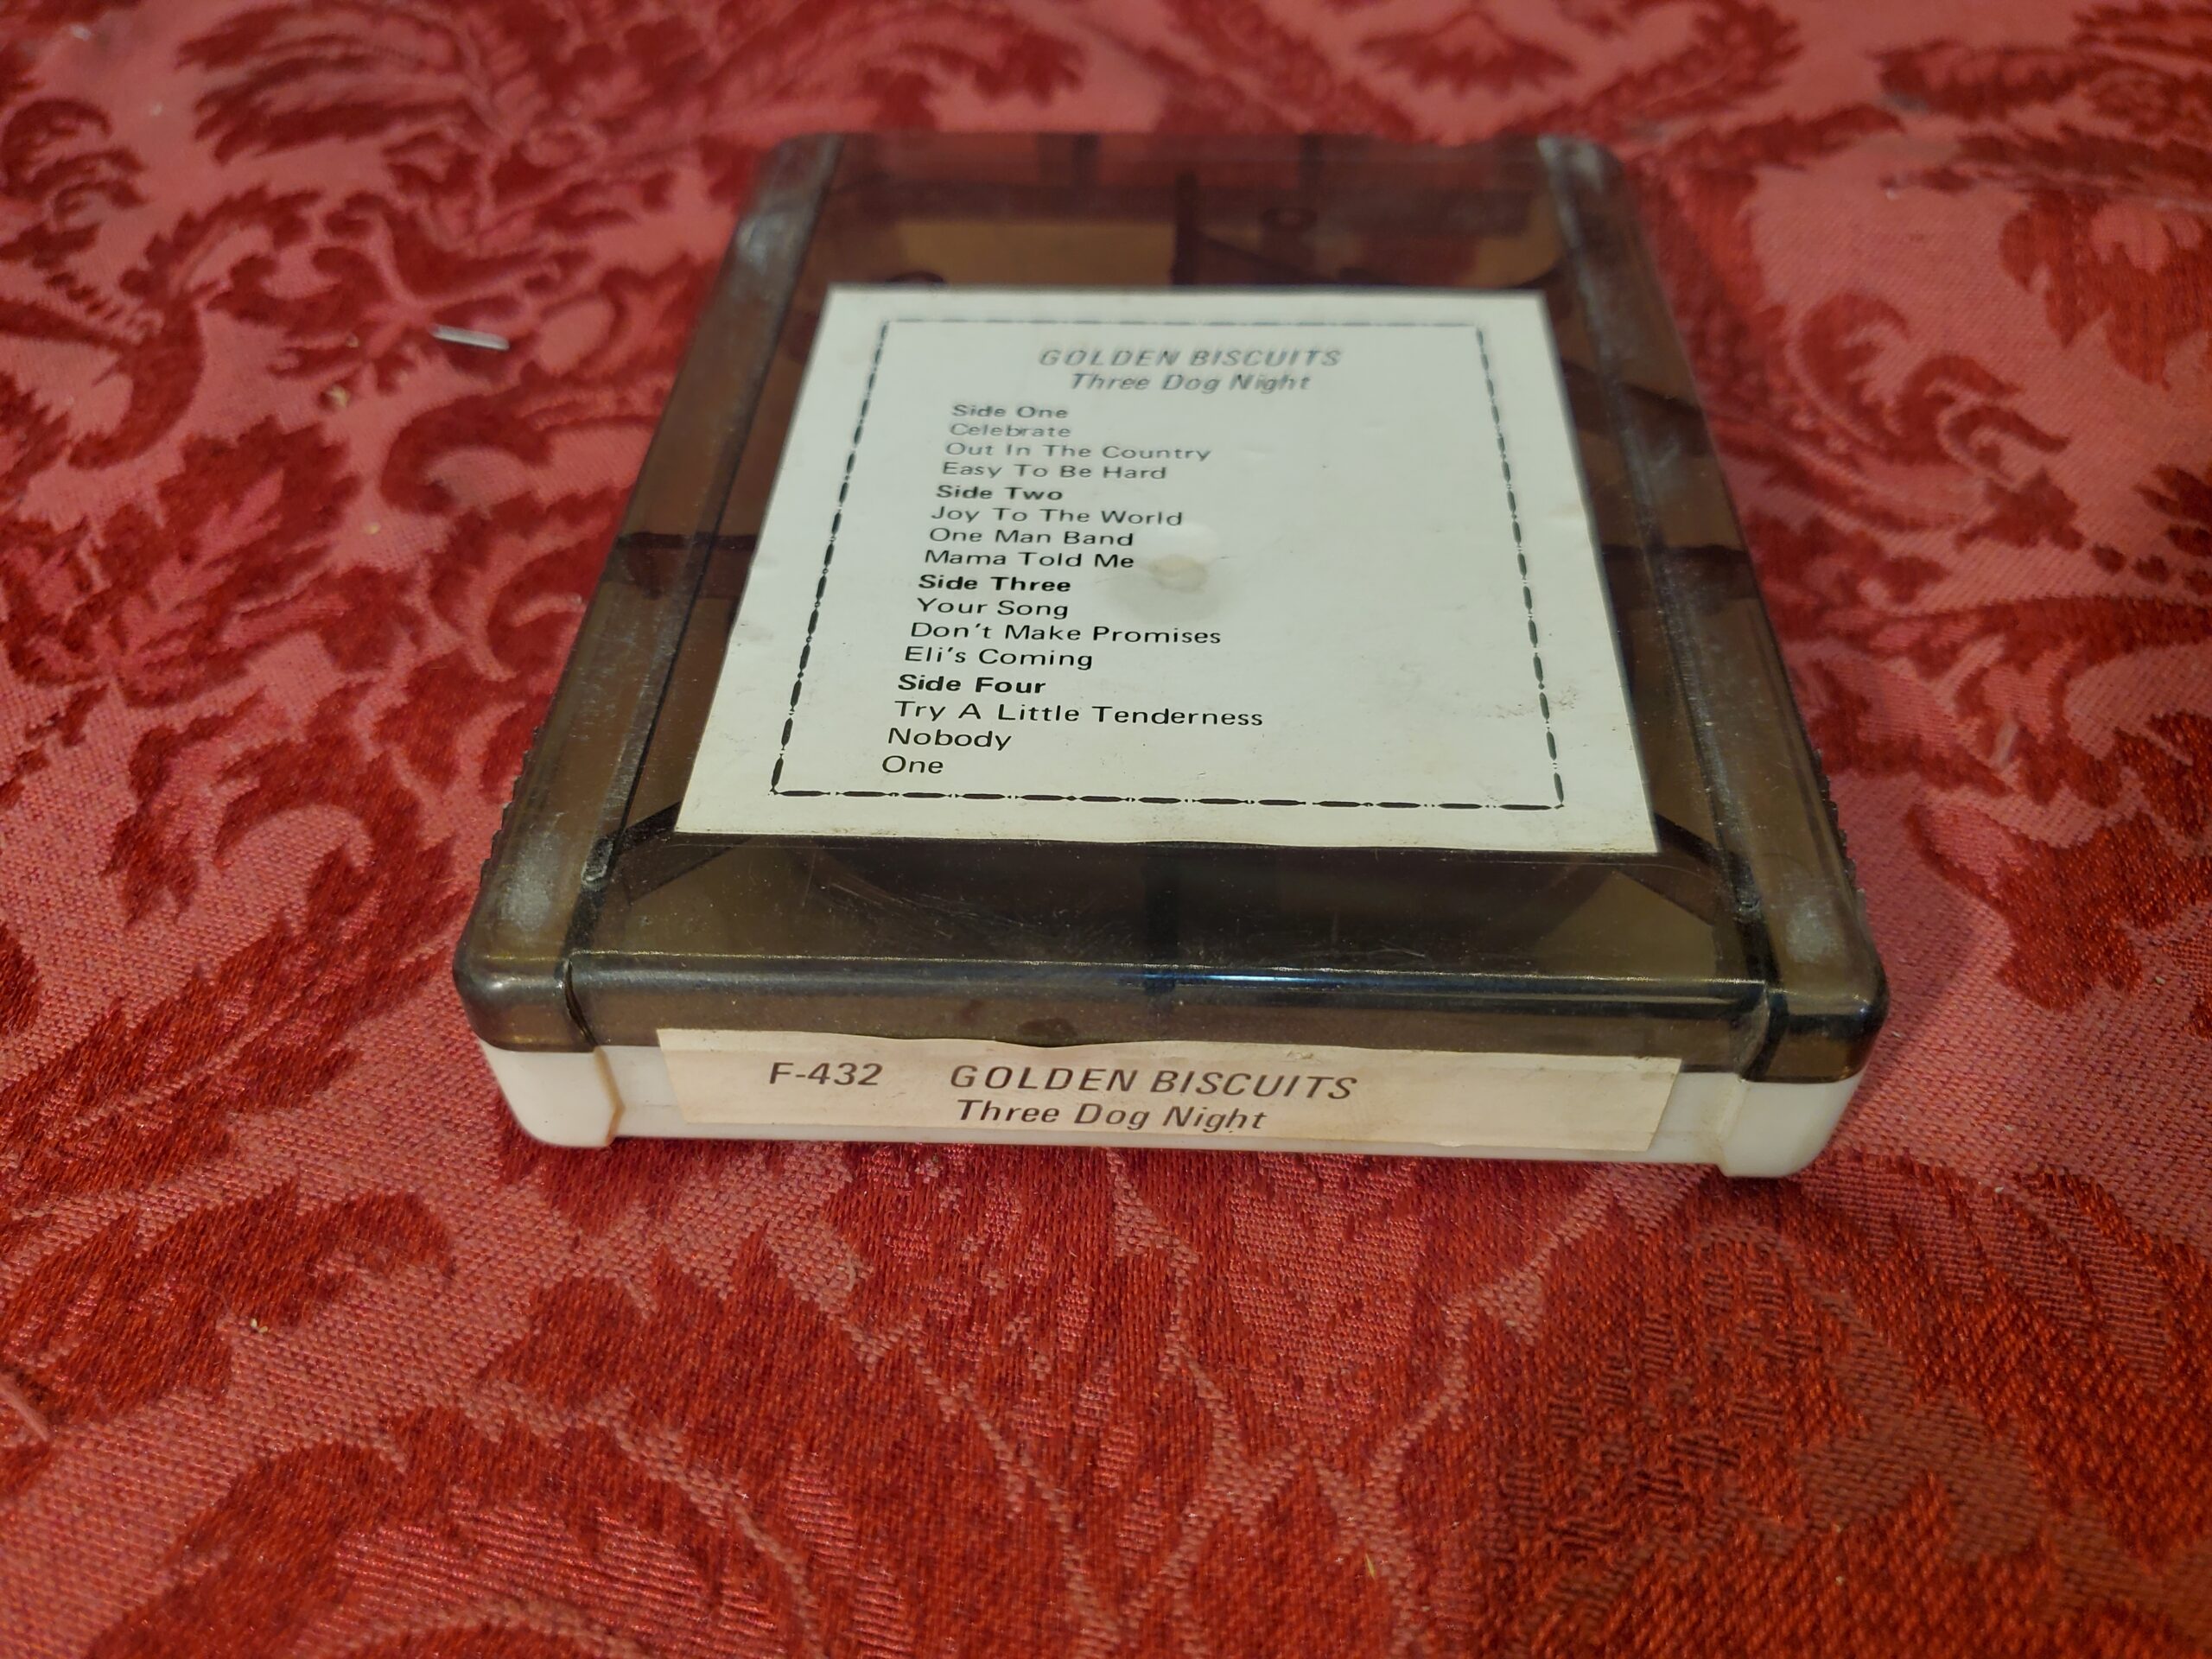 GOLDEN BISCUITS
Three Dog Night
Side One
Celebrate
Out In The Country
Easy To Be Hard
Side Two
Joy To The World
One Man Band
Mama Told Me
Side Three
Your Song
Don't Make Promises
Eli's Coming
Side Four
Try A Little Tenderness
Nobody
One
F-432 GOLDEN BISCUITS
Three Dog Night